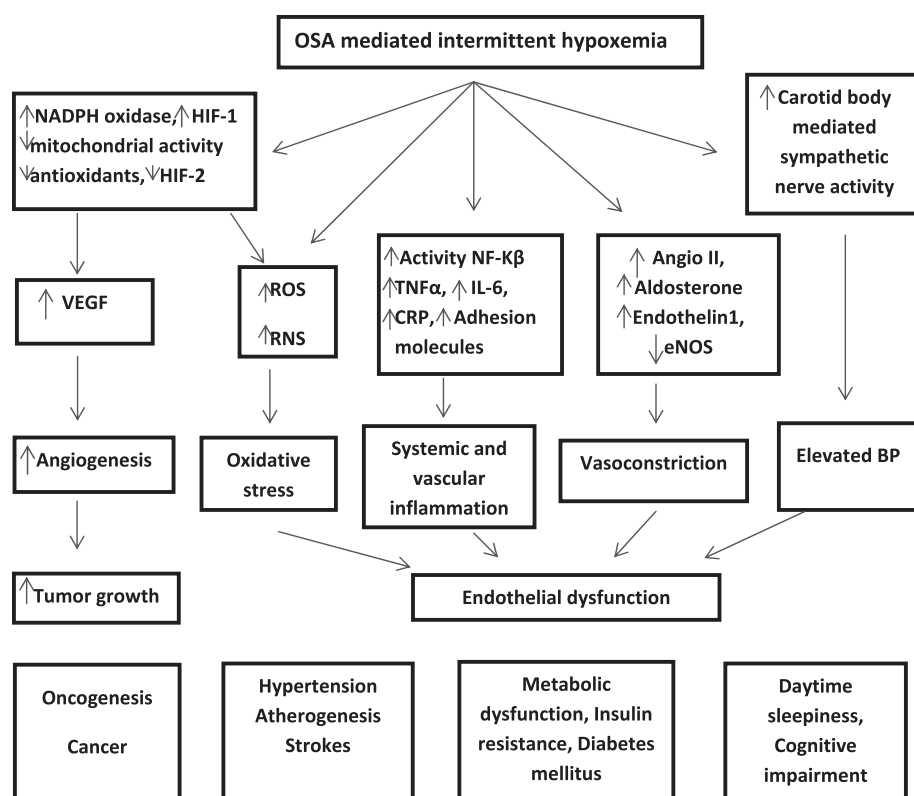 OSA mediated intermittent hypoxemia
↑NADPH oxidase,↑HIF-1
↓mitochondrial activity
↓antioxidants,↓HIF-2
↑Carotid body
mediated
sympathetic
nerve activity
↑ VEGF
↑ROS
↑RNS
↑Activity NF-Kβ
↑TNFα, ↑ IL-6,
↑CRP,↑Adhesion
molecules
↑ Angio II,
↑Aldosterone
↑Endothelin1,
↓eNOS
↑Angiogenesis
Oxidative
stress
Systemic and
vascular
inflammation
Vasoconstriction
Elevated BP
↑Tumor growth
Endothelial dysfunction
Oncogenesis
Cancer
Hypertension
Atherogenesis
Strokes
Metabolic
dysfunction, Insulin
resistance, Diabetes
mellitus
Daytime
sleepiness,
Cognitive
impairment